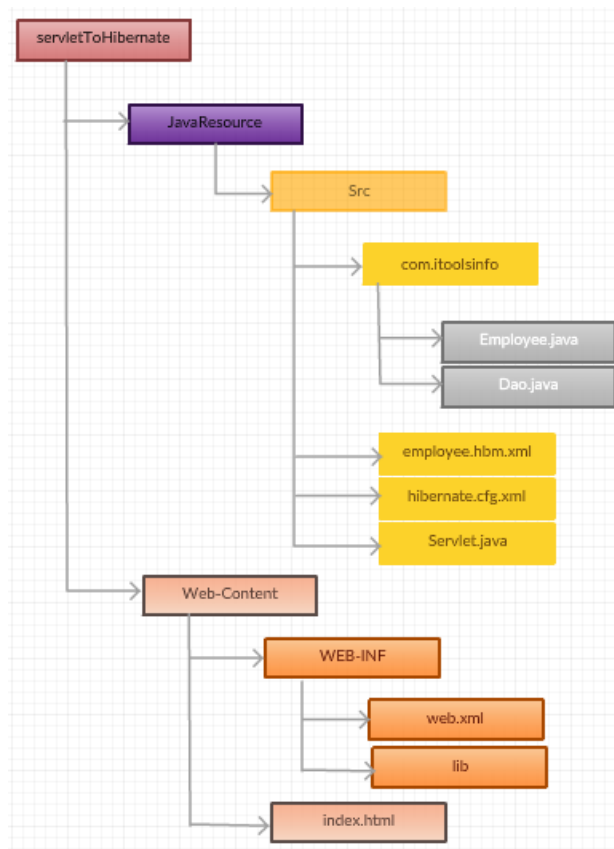 servletToHibernate
JavaResource
Src
com.itoolsinfo
Employee.java
Dao.java
employee.hbm.xml
hibernate.cfg.xml
Servlet.java
Web-Content
WEB-INF
web.xml
lib
index.html